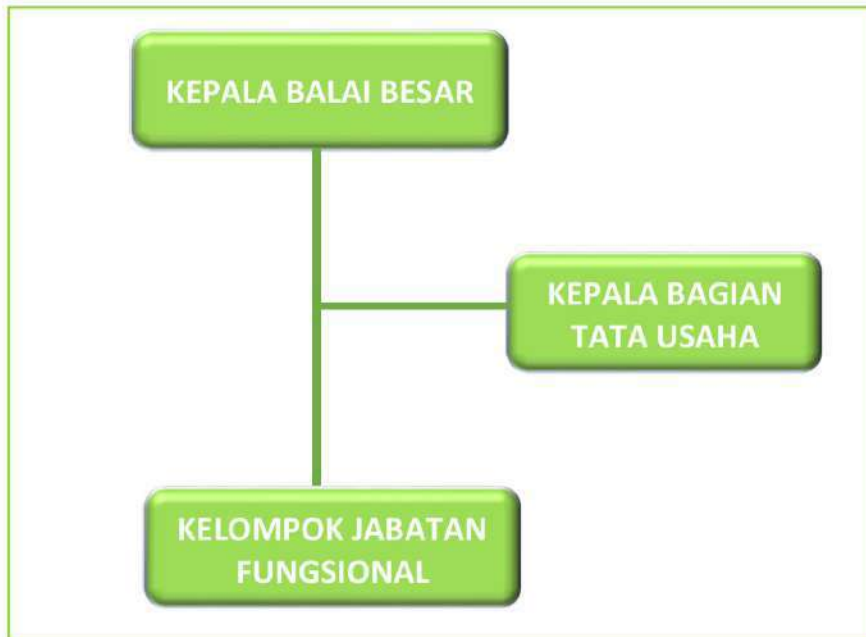 KEPALA BALAI BESAR
KEPALA BAGIAN
TATA USAHA
KELOMPOK JABATAN
FUNGSIONAL